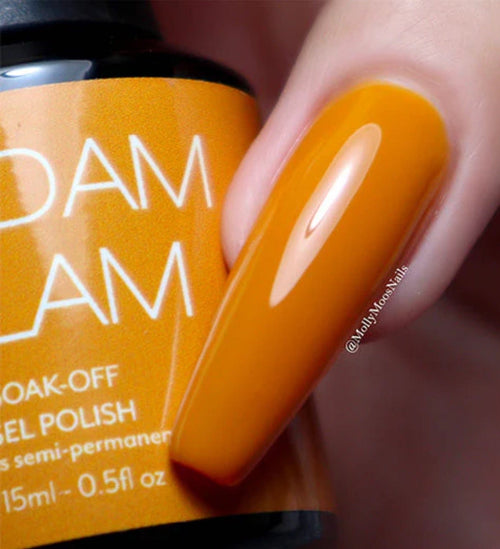 DAM
LAM
OAK-OFF
EL POLISH
s semi-permanen
15ml - 0.5fl oz
@MollyMoosNails